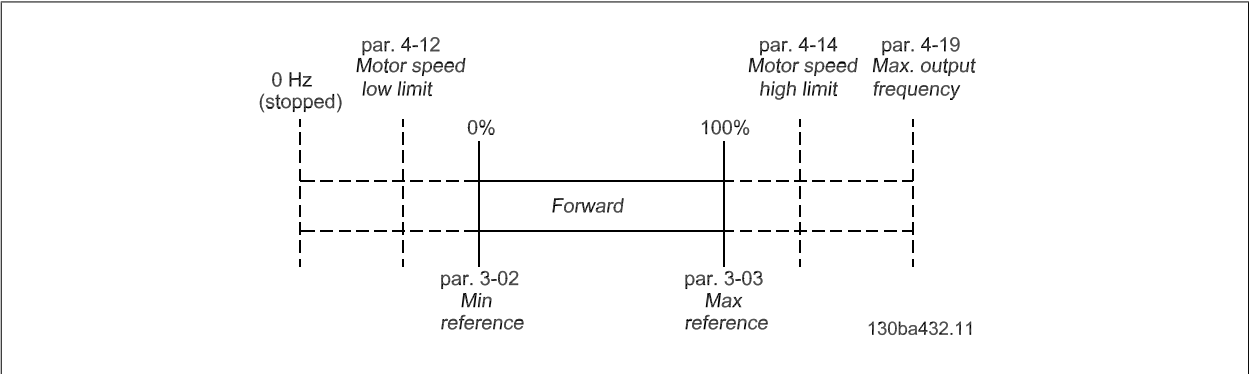 par. 4-12
Motor speed
low limit
par. 4-14
Motor speed
high limit
par. 4-19
Max. output
frequency
0 Hz
(stopped)
0%
100%
Forward
par. 3-02
Min
reference
par. 3-03
Max
reference
130ba432.11